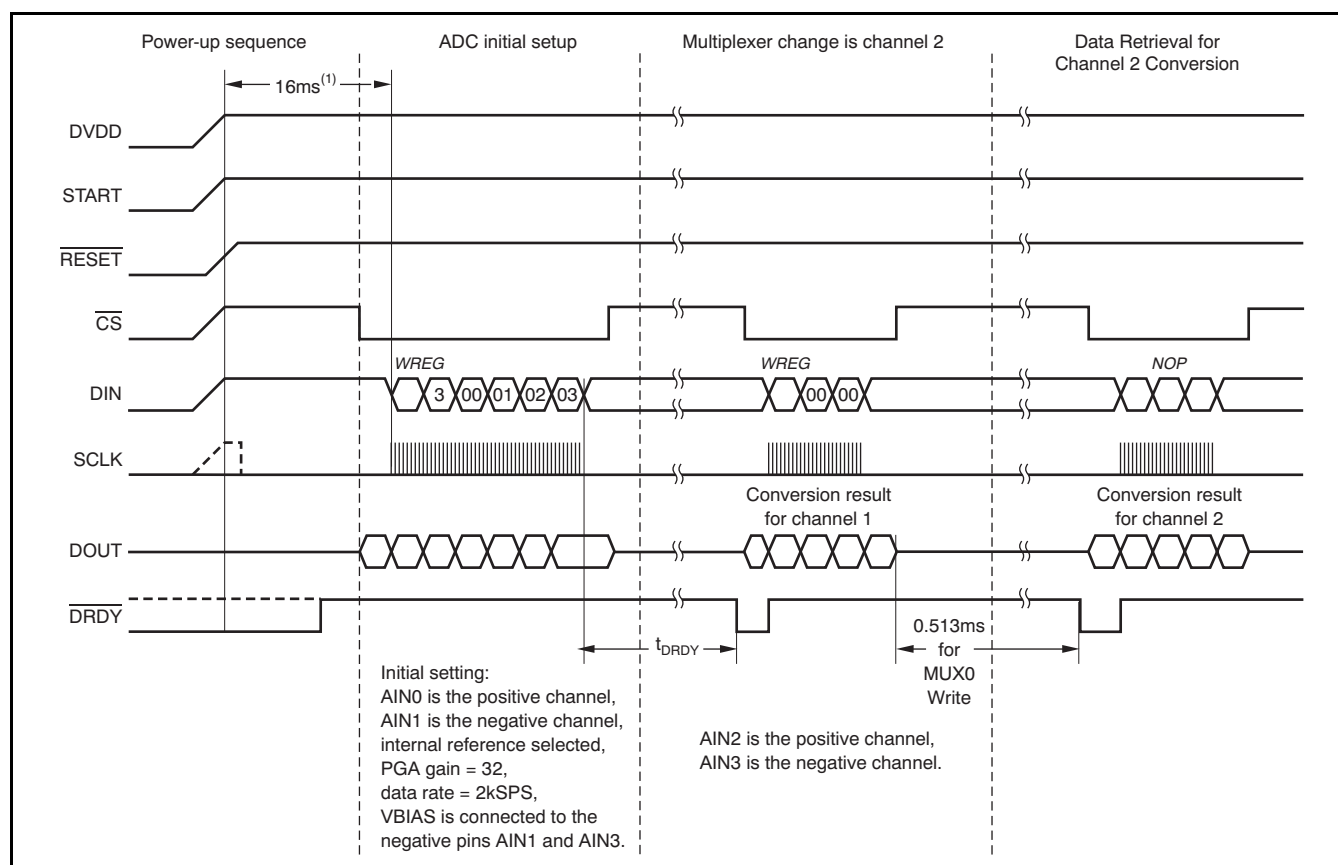 Power-up sequence
ADC initial setup
Multiplexer change is channel 2
Data Retrieval for
Channel 2 Conversion
16ms(1)
DVDD
START
RESET
CS
WREG
WREG
NOP
DIN
3
00
01
02
03
00
00
SCLK
Conversion result
for channel 1
Conversion result
for channel 2
DOUT
DRDY
tDRDY
0.513ms
for
MUX0
Write
Initial setting:
AIN0 is the positive channel,
AIN1 is the negative channel,
internal reference selected,
PGA gain = 32,
data rate = 2kSPS,
VBIAS is connected to the
negative pins AIN1 and AIN3.
AIN2 is the positive channel,
AIN3 is the negative channel.